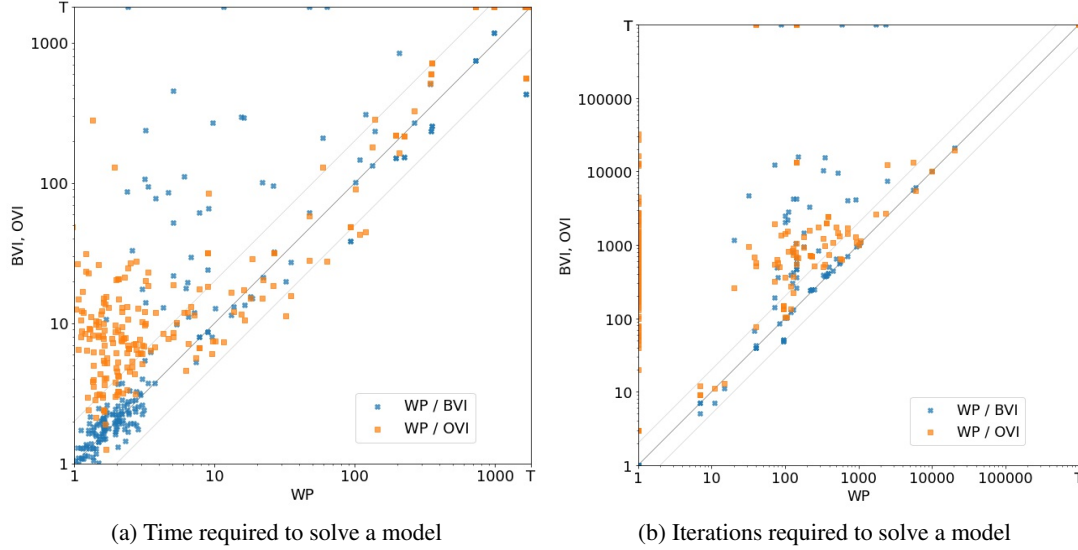 T
1000
100
10
1
BVI, OVI
1
10
100
1000
T
WP
WP / BVI
WP / OVI
(a) Time required to solve a model
T
100000
10000
1000
100
10
1
BVI, OVI
1
10
100
1000
10000
100000
T
WP
WP / BVI
WP / OVI
(b) Iterations required to solve a model